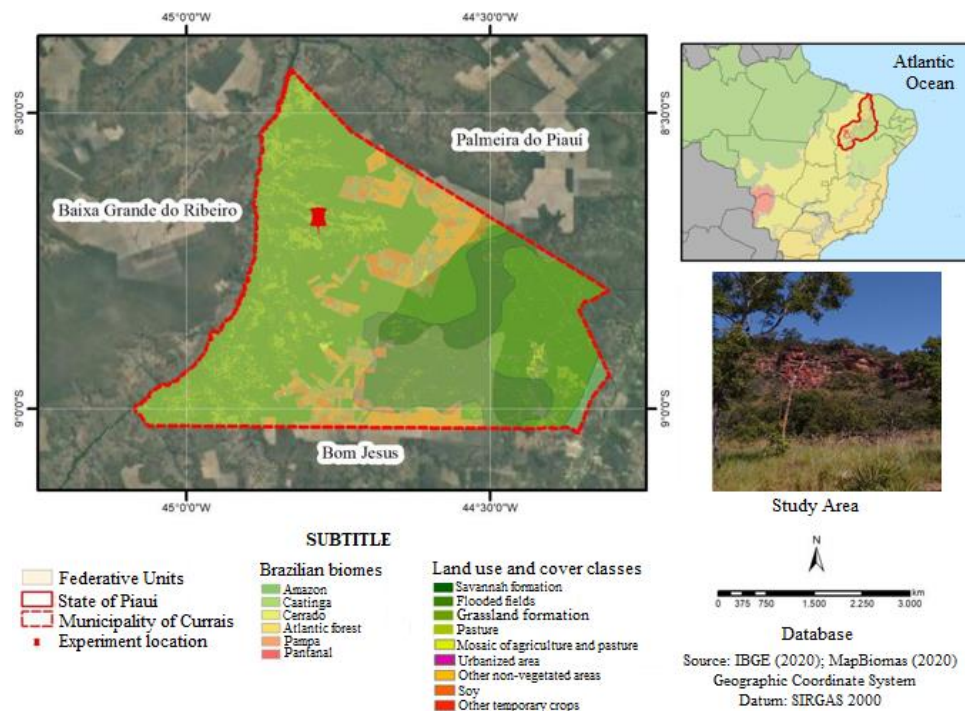 45°0'0"W 44°30'0"W
8°30'0"S 8°30'0"S
Palmeira do Piaui
Baixa Grande do Ribeiro
9°0'0"S 9°0'0"S
Bom Jesus
45°0'0"W 44°30'0"W
Atlantic
Ocean
Study Area
SUBTITLE
Federative Units
State of Piaui
Municipality of Currais
Experiment location
Brazilian biomes
Amazon
Caatinga
Cerrado
Atlantic forest
Pampa
Pantanal
Land use and cover classes
Savannah formation
Flooded fields
Grassland formation
Pasture
Mosaic of agriculture and pasture
Urbanized area
Other non-vegetated areas
Soy
Other temporary crops
N
km
0 375 750 1.500 2.250 3.000
Database
Source: IBGE (2020); MapBiomas (2020)
Geographic Coordinate System
Datum: SIRGAS 2000